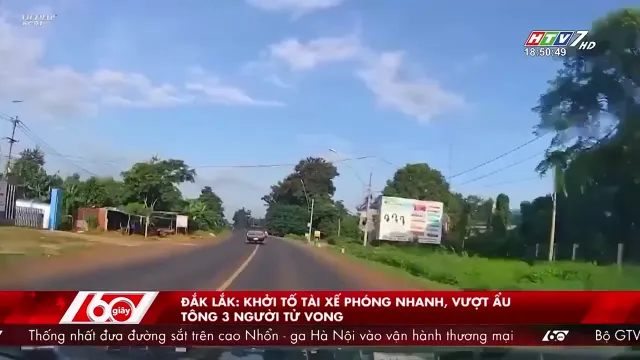 HTV7 HD
18:50:49
60 giây
ĐẮK LẮK: KHỞI TỐ TÀI XẾ PHÓNG NHANH, VƯỢT ẨU
TÔNG 3 NGƯỜI TỬ VONG
Thống nhất đưa đường sắt trên cao Nhổn - ga Hà Nội vào vận hành thương mại
60
Bộ GTV